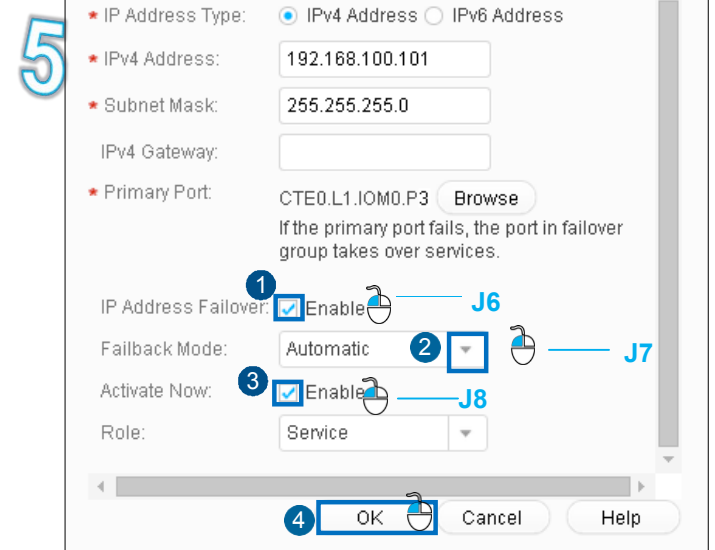 5
* IP Address Type: IPv4 Address IPv6 Address
* IPv4 Address: 192.168.100.101
* Subnet Mask: 255.255.255.0
IPv4 Gateway:
* Primary Port: CTE0.L1.IOM0.P3 Browse
If the primary port fails, the port in failover
group takes over services.
1
IP Address Failover: Enable J6
Failback Mode: Automatic 2 J7
Activate Now: 3 Enable J8
Role: Service
4 OK Cancel Help